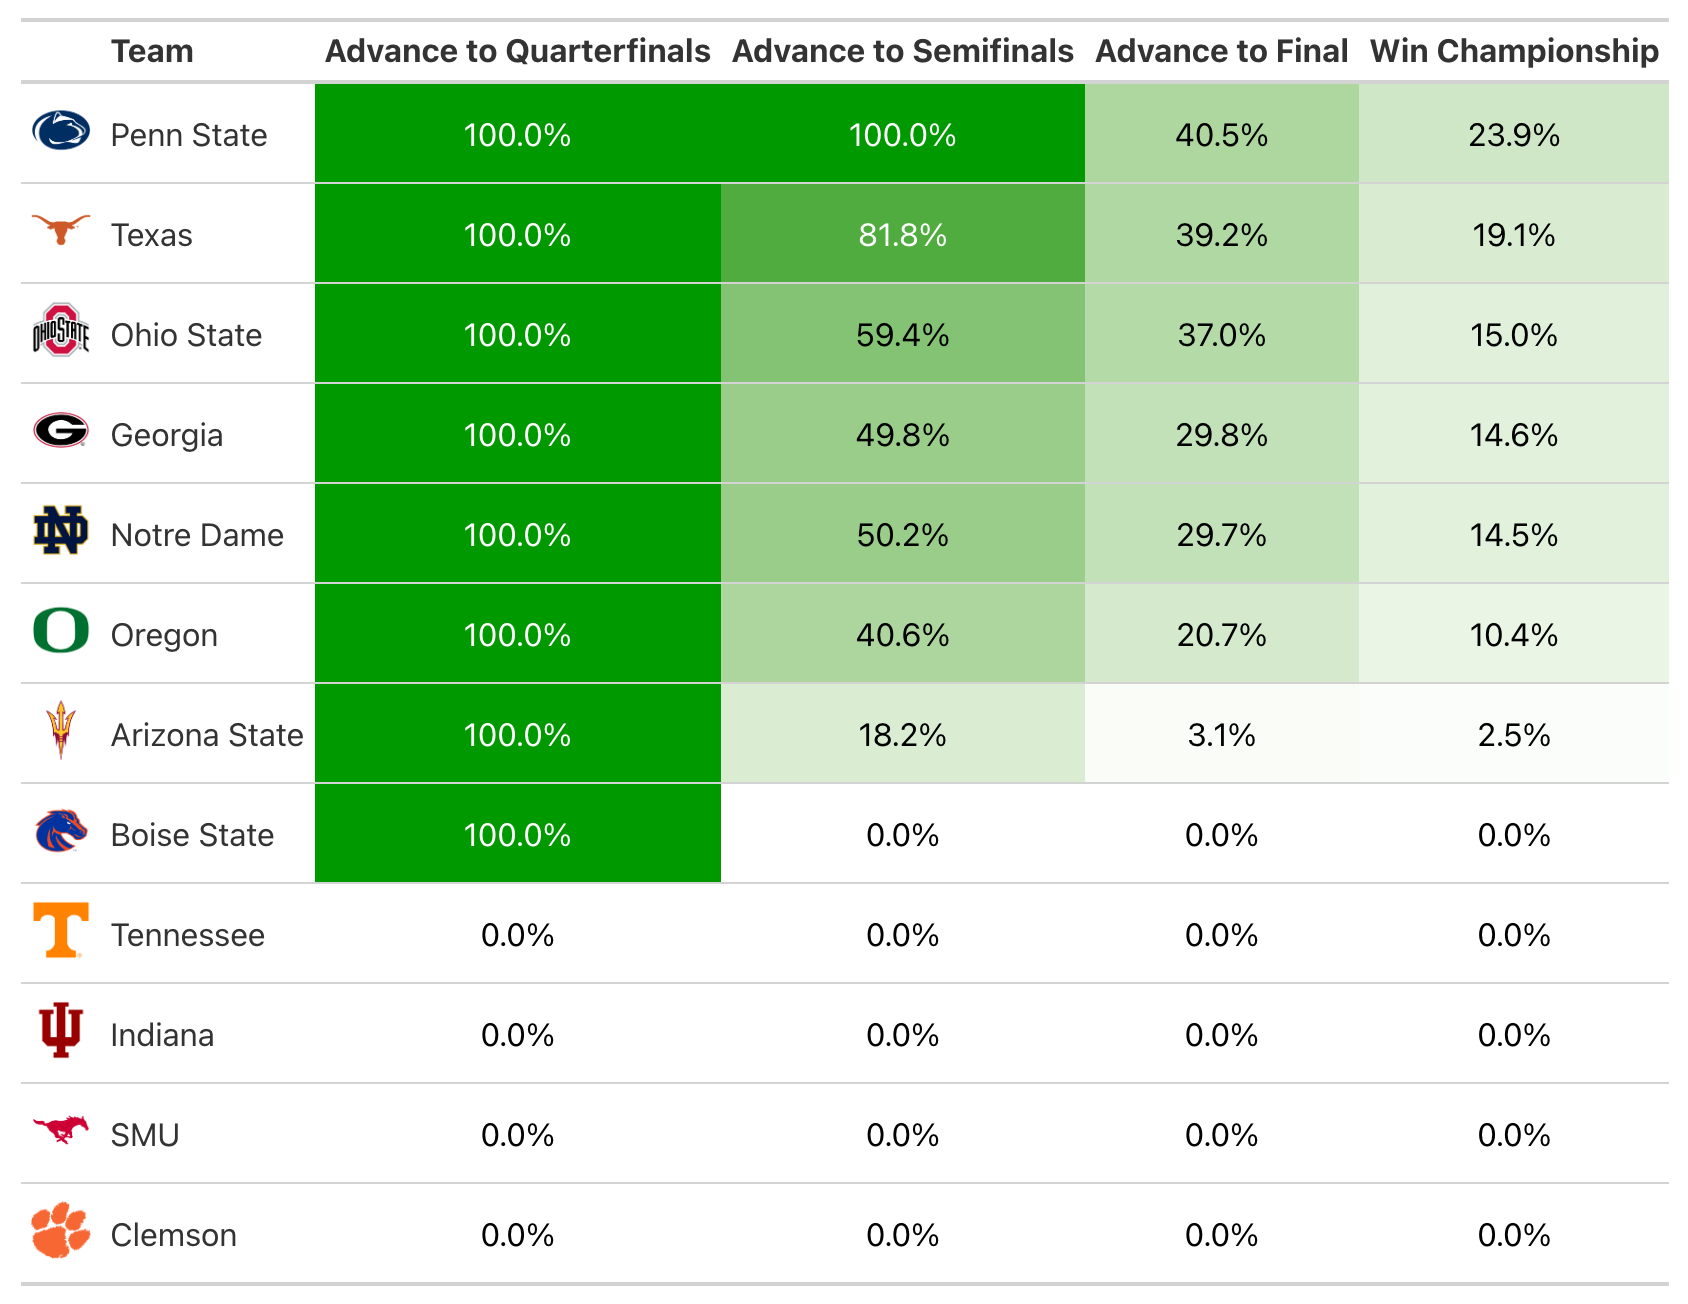 Team Advance to Quarterfinals Advance to Semifinals Advance to Final Win Championship
Penn State 100.0% 100.0% 40.5% 23.9%
Texas 100.0% 81.8% 39.2% 19.1%
OHIO STATE Ohio State 100.0% 59.4% 37.0% 15.0%
G Georgia 100.0% 49.8% 29.8% 14.6%
ND Notre Dame 100.0% 50.2% 29.7% 14.5%
O Oregon 100.0% 40.6% 20.7% 10.4%
Arizona State 100.0% 18.2% 3.1% 2.5%
Boise State 100.0% 0.0% 0.0% 0.0%
T Tennessee 0.0% 0.0% 0.0% 0.0%
IU Indiana 0.0% 0.0% 0.0% 0.0%
SMU 0.0% 0.0% 0.0% 0.0%
Clemson 0.0% 0.0% 0.0% 0.0%